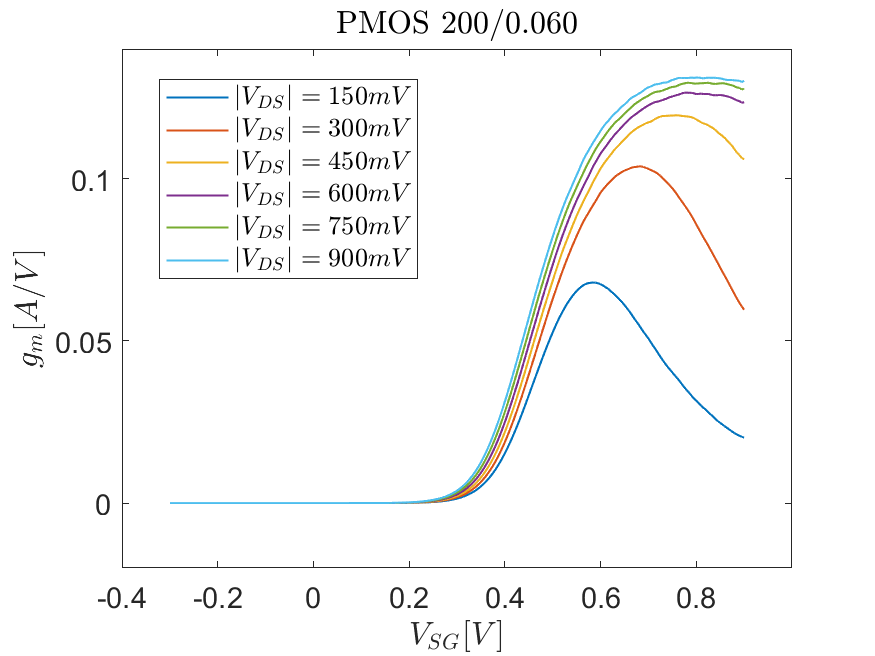 PMOS 200/0.060
|V_DS| = 150mV
|V_DS| = 300mV
|V_DS| = 450mV
|V_DS| = 600mV
|V_DS| = 750mV
|V_DS| = 900mV
g_m[A/V]
0.1
0.05
0
-0.4 -0.2 0 0.2 0.4 0.6 0.8
V_SG[V]